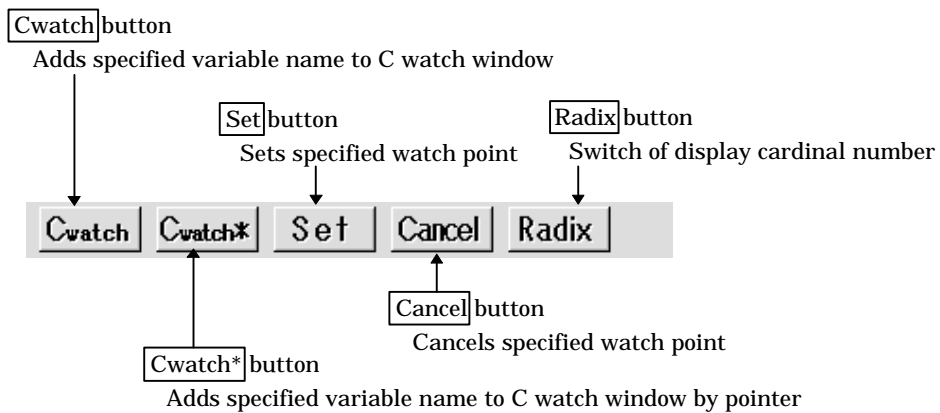 Cwatch button
Adds specified variable name to C watch window
Set button
Sets specified watch point
Radix button
Switch of display cardinal number
Cwatch Cwatch* Set Cancel Radix
Cancel button
Cancels specified watch point
Cwatch* button
Adds specified variable name to C watch window by pointer